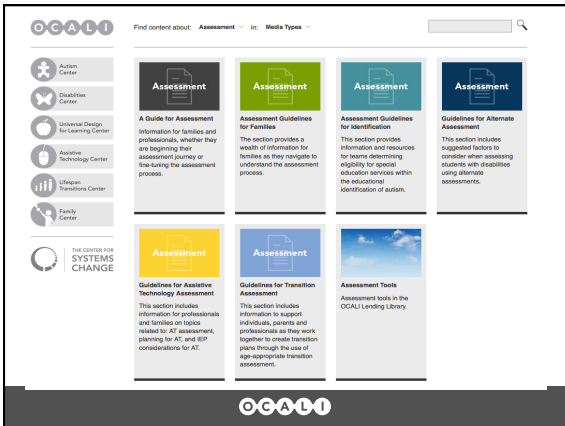 OCALI
Find content about: Assessment in: Media Types
Autism
Center
Disabilities
Center
Universal Design
for Learning Center
Assistive
Technology Center
Lifespan
Transitions Center
Family
Center
THE CENTER FOR
SYSTEMS
CHANGE
Assessment
A Guide for Assessment
Information for families and
professionals, whether they
are beginning their
assessment journey or
fine-tuning the assessment
process.
Assessment
Assessment Guidelines
for Families
The section provides a
wealth of information for
families as they navigate to
understand the assessment
process.
Assessment
Assessment Guidelines
for Identification
This section provides
information and resources
for teams determining
eligibility for special
education services within
the educational
identification of autism.
Assessment
Guidelines for Alternate
Assessment
This section includes
suggested factors to
consider when assessing
students with disabilities
using alternate
assessments.
Assessment
Guidelines for Assistive
Technology Assessment
This section includes
information for professionals
and families on topics
related to: AT assessment,
planning for AT, and IEP
considerations for AT.
Assessment
Guidelines for Transition
Assessment
This section includes
information to support
individuals, parents and
professionals as they work
together to create transition
plans through the use of
age-appropriate transition
assessment.
Assessment Tools
Assessment tools in the
OCALI Lending Library.
OCALI